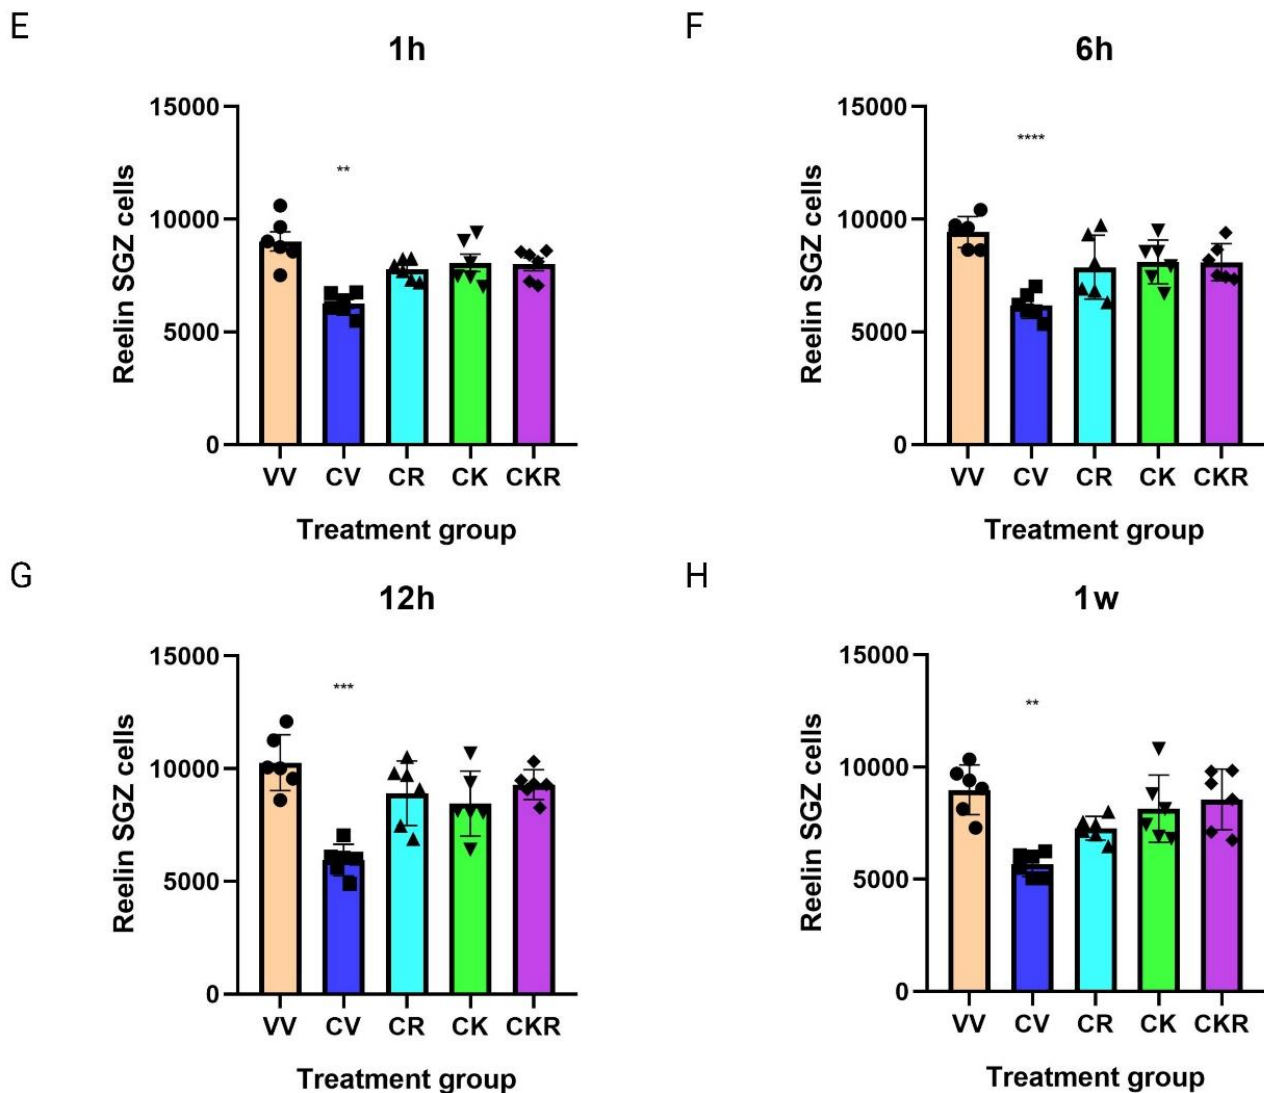 E
1h
15000
10000
5000
0
Reelin SGZ cells
**
VV CV CR CK CKR
Treatment group
F
6h
15000
10000
5000
0
Reelin SGZ cells
****
VV CV CR CK CKR
Treatment group
G
12h
15000
10000
5000
0
Reelin SGZ cells
***
VV CV CR CK CKR
Treatment group
H
1w
15000
10000
5000
0
Reelin SGZ cells
**
VV CV CR CK CKR
Treatment group